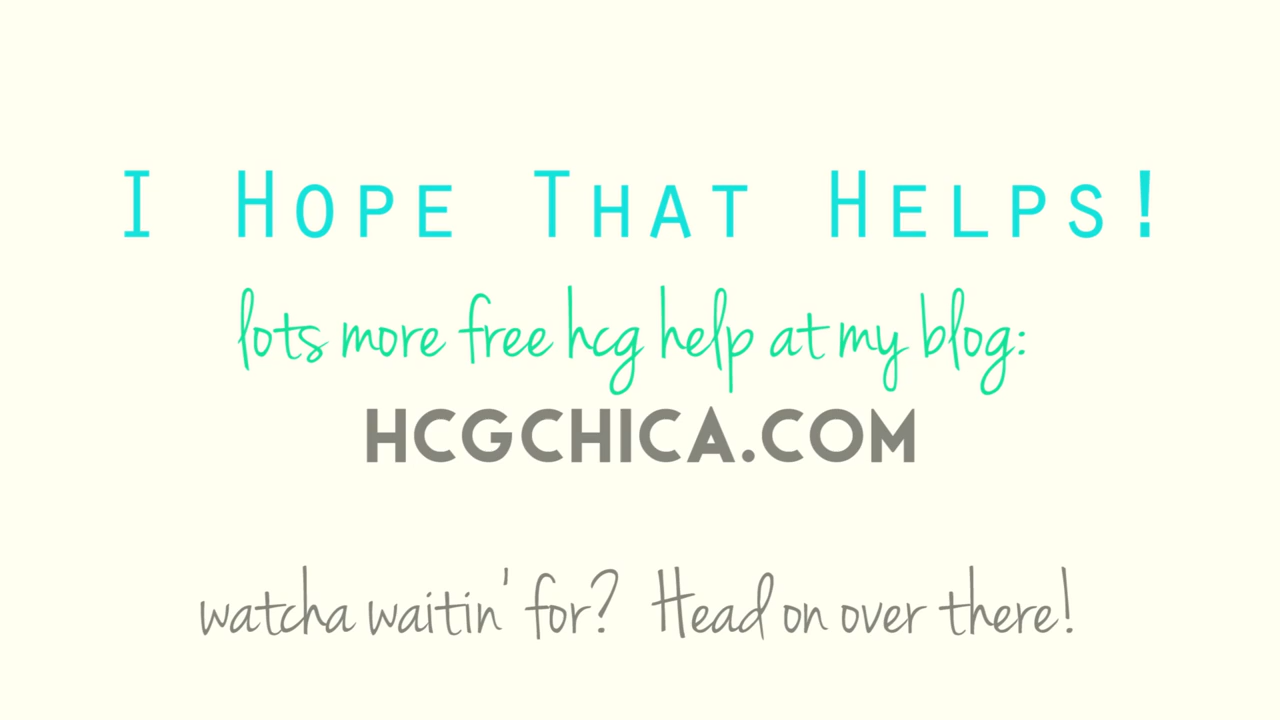 I Hope That Helps!
lots more free hcg help at my blog:
HCGCHICA.COM
watcha waitin' for? Head on over there!